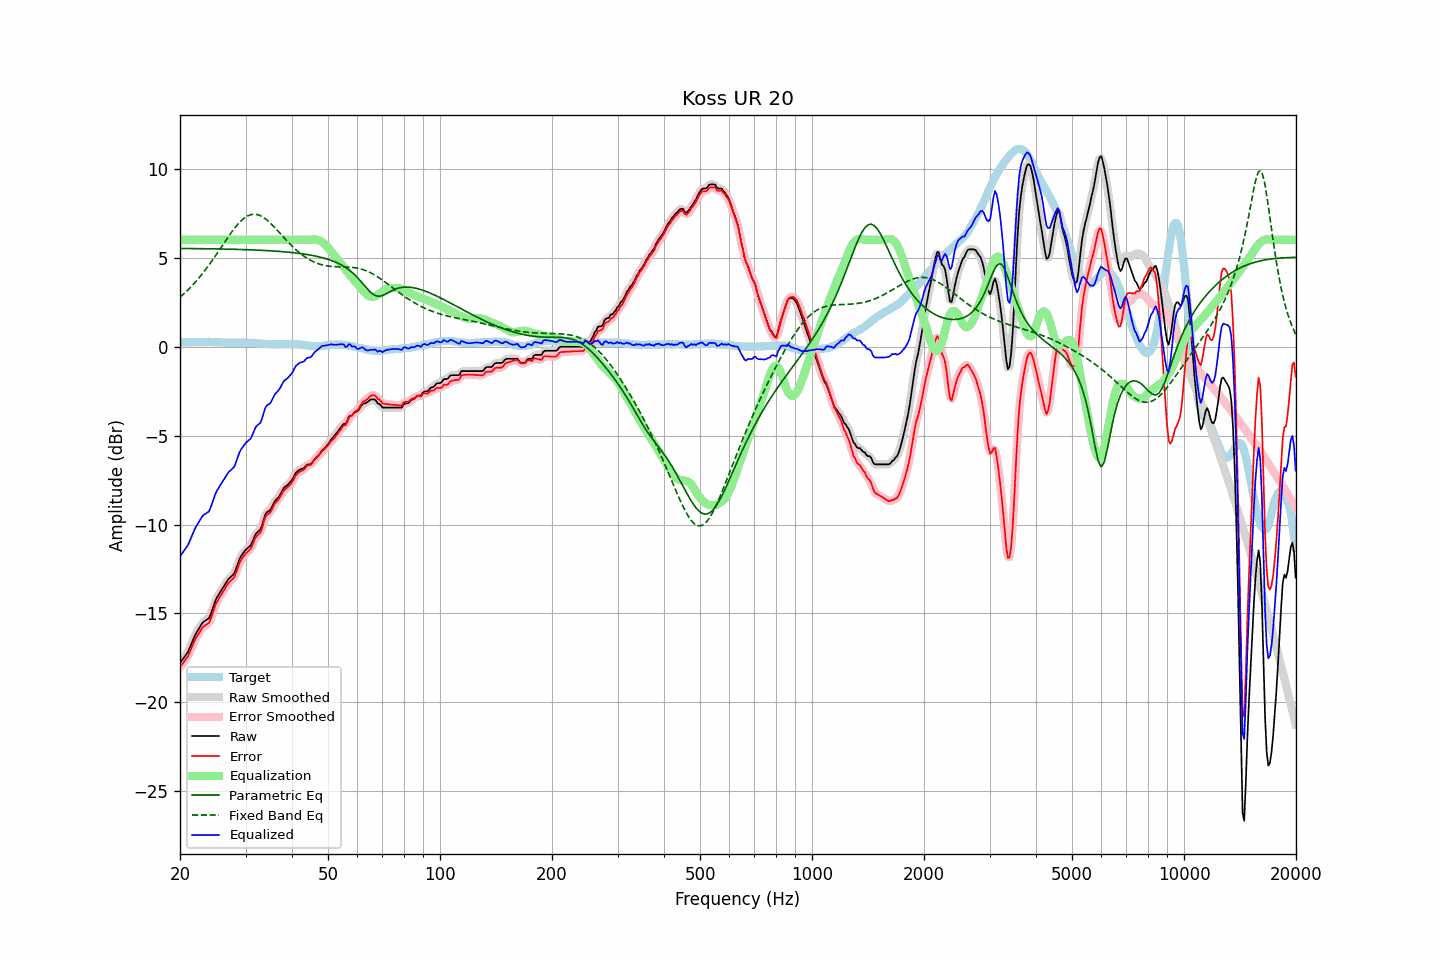 Koss UR 20
Amplitude (dBr)
10
5
0
−5
−10
−15
−20
−25
Target
Raw Smoothed
Error Smoothed
Raw
Error
Equalization
Parametric Eq
Fixed Band Eq
Equalized
20 50 100 200 500 1000 2000 5000 10000 20000
Frequency (Hz)